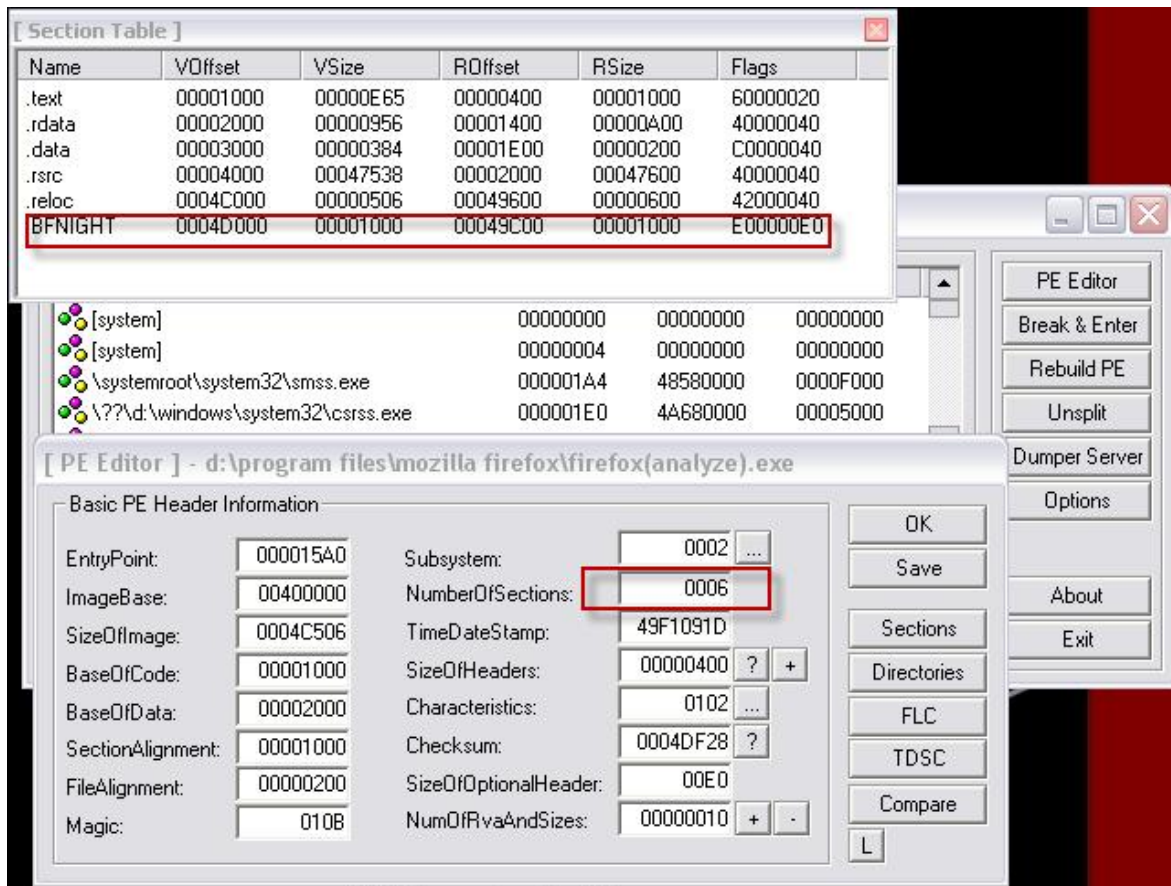 [ Section Table ]
Name VOffset VSize ROffset RSize Flags
.text 00001000 00000E65 00000400 00001000 60000020
.rdata 00002000 00000956 00001400 00000A00 40000040
.data 00003000 00000384 00001E00 00000200 C0000040
.rsrc 00004000 00047538 00002000 00047600 40000040
.reloc 0004C000 00000506 00049600 00000600 42000040
BFNIGHT 0004D000 00001000 00049C00 00001000 E00000E0
[system] 00000000 00000000 00000000
[system] 00000004 00000000 00000000
\systemroot\system32\smss.exe 000001A4 48580000 0000F000
\??\d:\windows\system32\csrss.exe 000001E0 4A680000 00005000
PE Editor
Break & Enter
Rebuild PE
Unsplit
Dumper Server
Options
About
Exit
[ PE Editor ] - d:\program files\mozilla firefox\firefox(analyze).exe
Basic PE Header Information
EntryPoint: 000015A0
ImageBase: 00400000
SizeOfImage: 0004C506
BaseOfCode: 00001000
BaseOfData: 00002000
SectionAlignment: 00001000
FileAlignment: 00000200
Magic: 010B
Subsystem: 0002 ...
NumberOfSections: 0006
TimeDateStamp: 49F1091D
SizeOfHeaders: 00000400 ? +
Characteristics: 0102 ...
Checksum: 0004DF28 ?
SizeOfOptionalHeader: 00E0
NumOfRvaAndSizes: 00000010 + -
OK
Save
Sections
Directories
FLC
TDSC
Compare
L